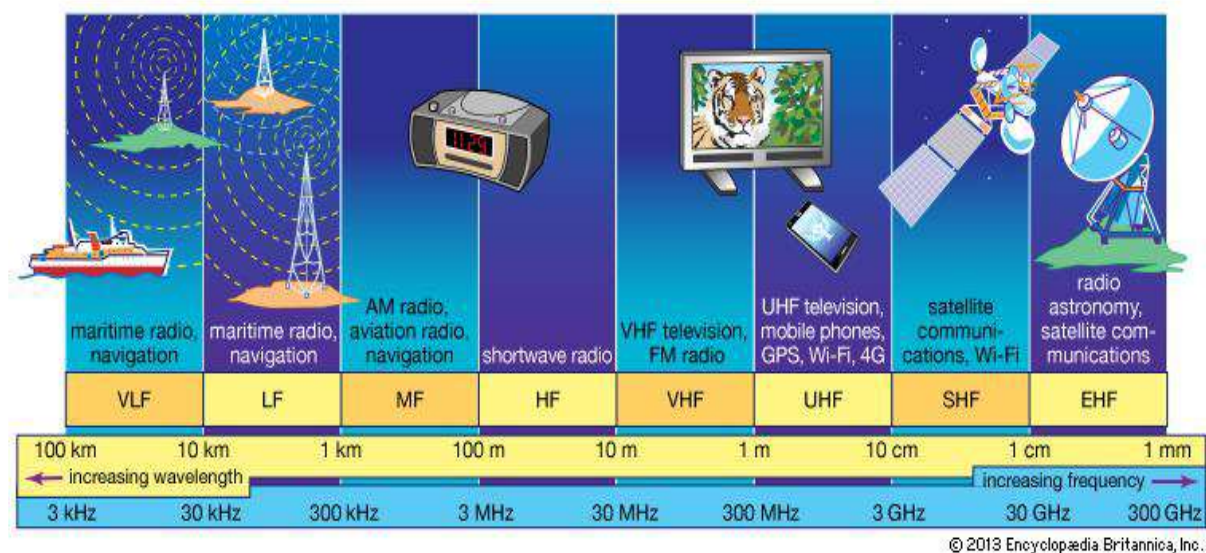 11:29
maritime radio,
navigation
maritime radio,
navigation
AM radio,
aviation radio,
navigation
shortwave radio
VHF television,
FM radio
UHF television,
mobile phones,
GPS, Wi-Fi, 4G
satellite
communi-
cations, Wi-Fi
radio
astronomy,
satellite com-
munications
VLF LF MF HF VHF UHF SHF EHF
100 km 10 km 1 km 100 m 10 m 1 m 10 cm 1 cm 1 mm
increasing wavelength increasing frequency
3 kHz 30 kHz 300 kHz 3 MHz 30 MHz 300 MHz 3 GHz 30 GHz 300 GHz
© 2013 Encyclopædia Britannica, Inc.